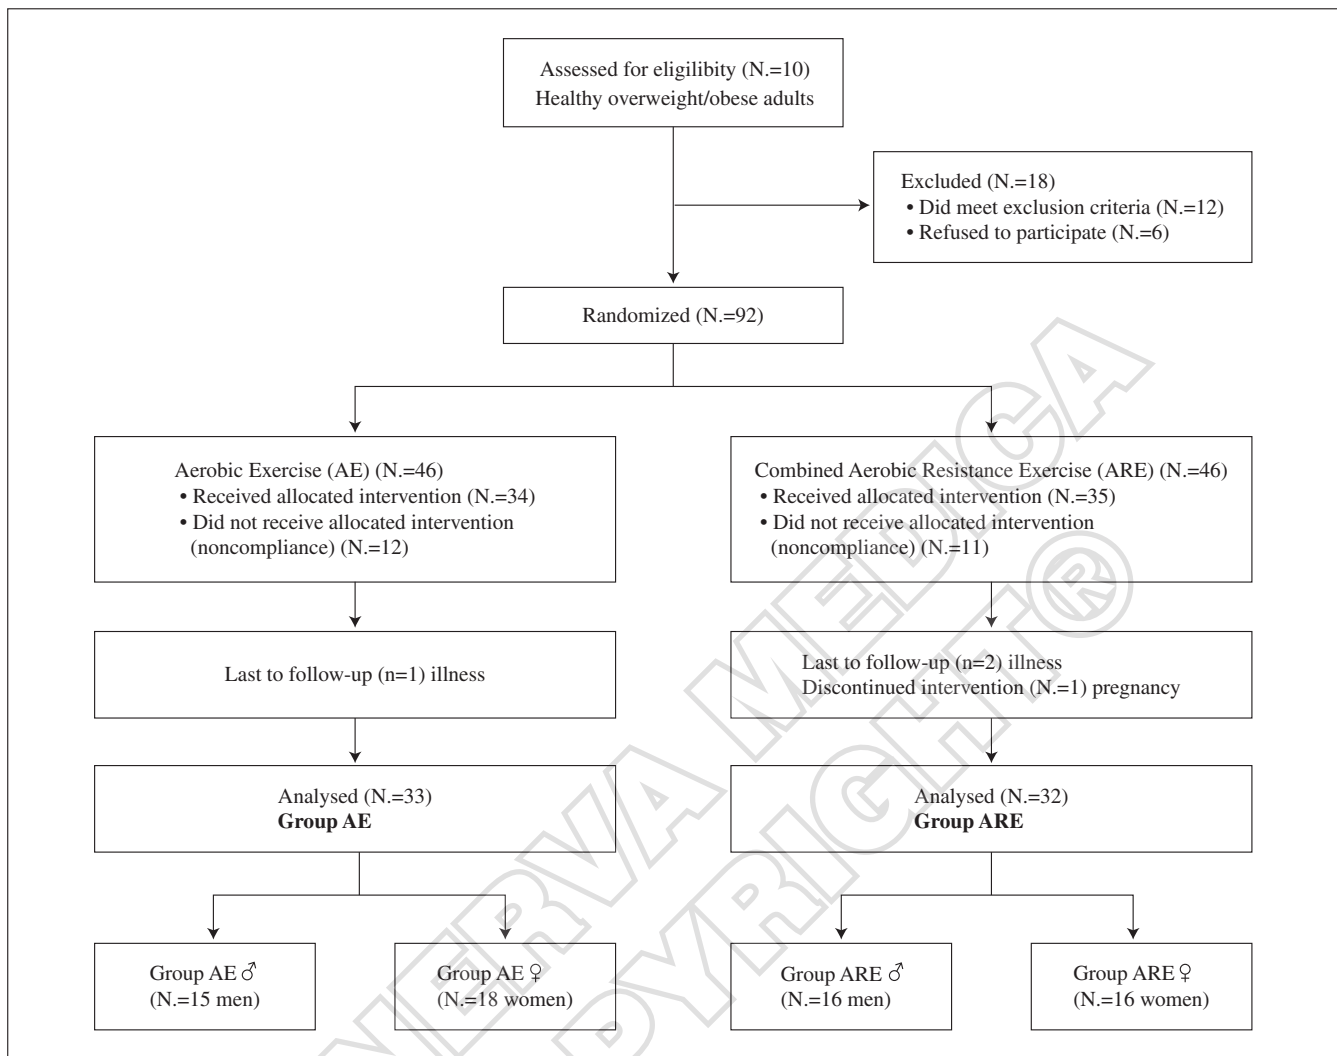 Assessed for eligilibity (N.=10)
Healthy overweight/obese adults
Excluded (N.=18)
• Did meet exclusion criteria (N.=12)
• Refused to participate (N.=6)
Randomized (N.=92)
Aerobic Exercise (AE) (N.=46)
• Received allocated intervention (N.=34)
• Did not receive allocated intervention
(noncompliance) (N.=12)
Combined Aerobic Resistance Exercise (ARE) (N.=46)
• Received allocated intervention (N.=35)
• Did not receive allocated intervention
(noncompliance) (N.=11)
Last to follow-up (n=1) illness
Last to follow-up (n=2) illness
Discontinued intervention (N.=1) pregnancy
Analysed (N.=33)
Group AE
Analysed (N.=32)
Group ARE
Group AE ♂
(N.=15 men)
Group AE ♀
(N.=18 women)
Group ARE ♂
(N.=16 men)
Group ARE ♀
(N.=16 women)
ERVA MEDICA
PYRIGHT®